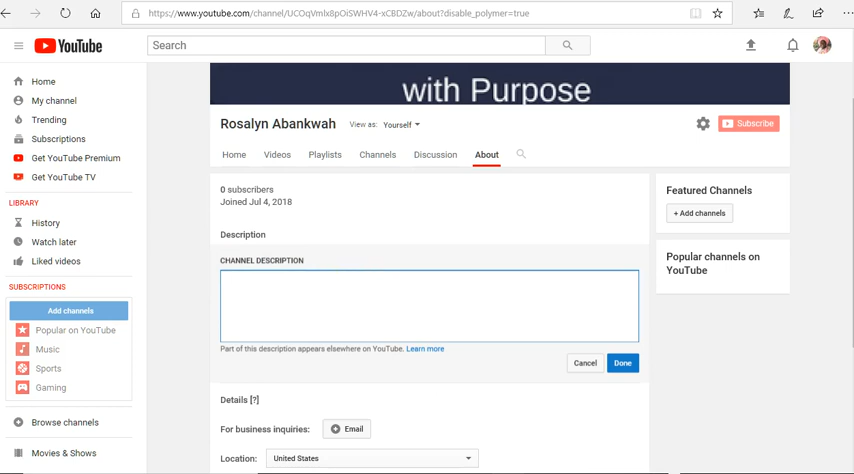 https://www.youtube.com/channel/UCOqVmlx8pOiSWHV4-xCBDZw/about?disable_polymer=true
YouTube
Search
Home
My channel
Trending
Subscriptions
Get YouTube Premium
Get YouTube TV
LIBRARY
History
Watch later
Liked videos
SUBSCRIPTIONS
Add channels
Popular on YouTube
Music
Sports
Gaming
Browse channels
Movies & Shows
with Purpose
Rosalyn Abankwah View as: Yourself
Subscribe
Home Videos Playlists Channels Discussion About
0 subscribers
Joined Jul 4, 2018
Description
CHANNEL DESCRIPTION
Part of this description appears elsewhere on YouTube. Learn more
Cancel Done
Details [?]
For business inquiries: Email
Location: United States
Featured Channels
+ Add channels
Popular channels on
YouTube